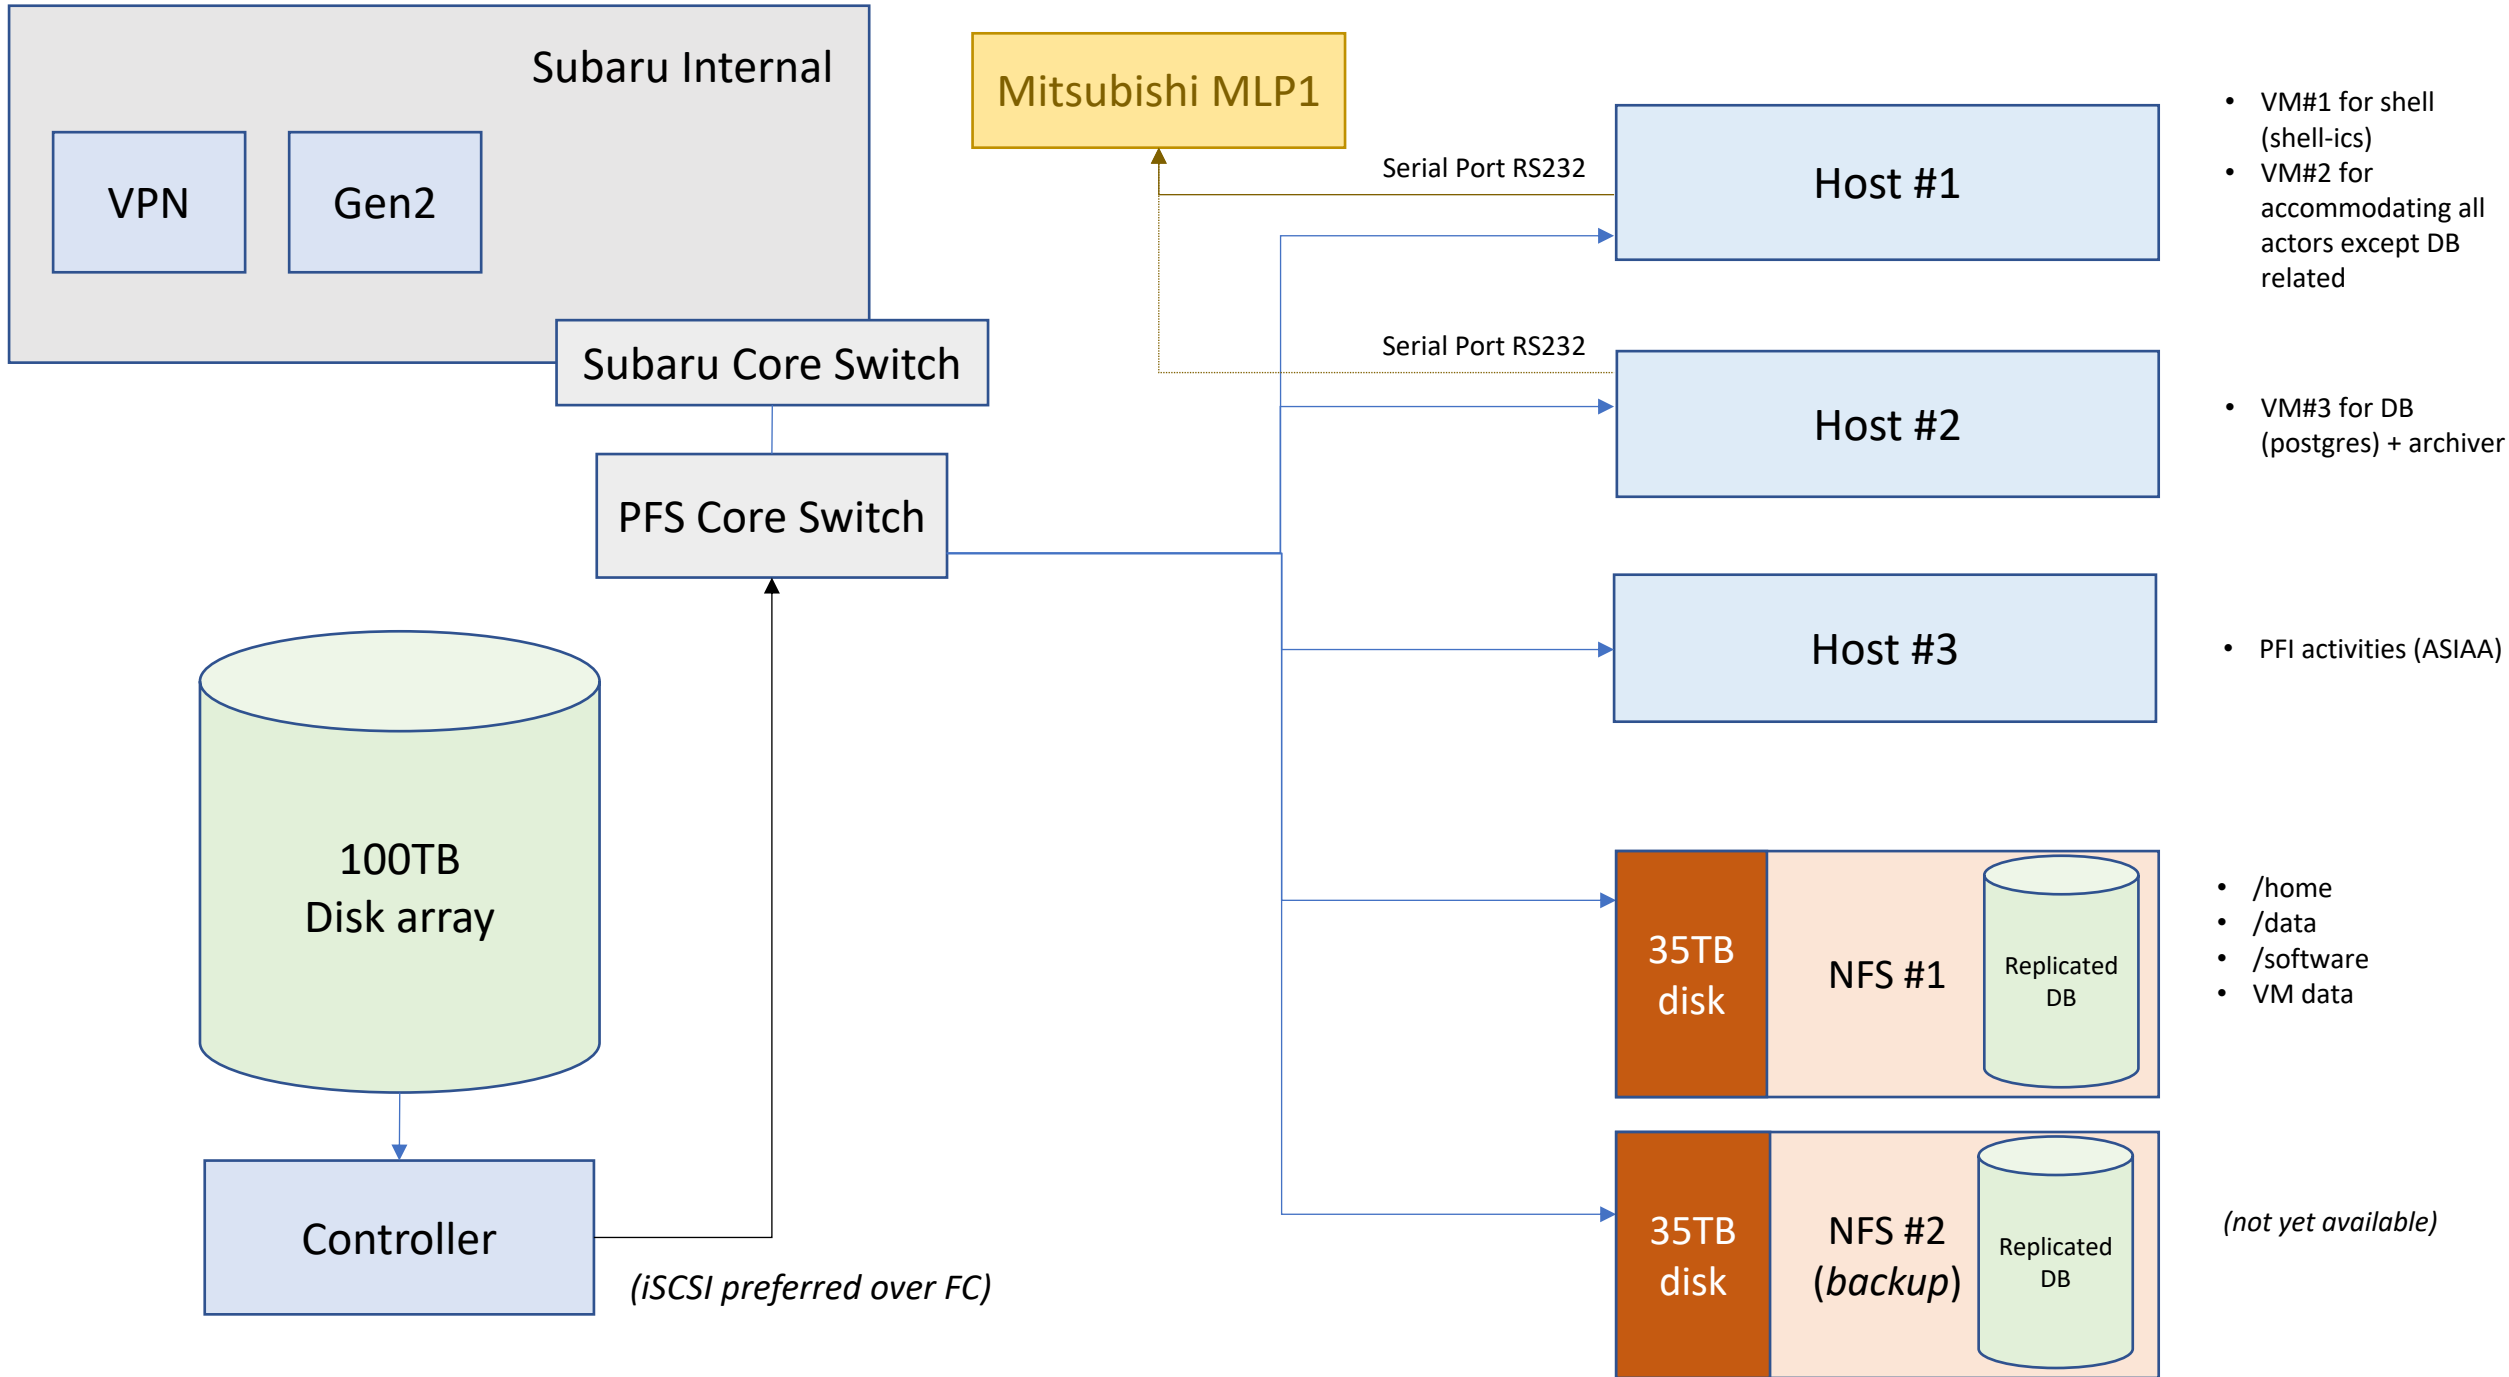 Subaru Internal
VPN
Gen2
Subaru Core Switch
PFS Core Switch
100TB
Disk array
Controller
(iSCSI preferred over FC)
Mitsubishi MLP1
Serial Port RS232
Serial Port RS232
Host #1
• VM#1 for shell
(shell-ics)
• VM#2 for
accommodating all
actors except DB
related
Host #2
• VM#3 for DB
(postgres) + archiver
Host #3
• PFI activities (ASIAA)
35TB
disk
NFS #1
Replicated
DB
• /home
• /data
• /software
• VM data
35TB
disk
NFS #2
(backup)
Replicated
DB
(not yet available)